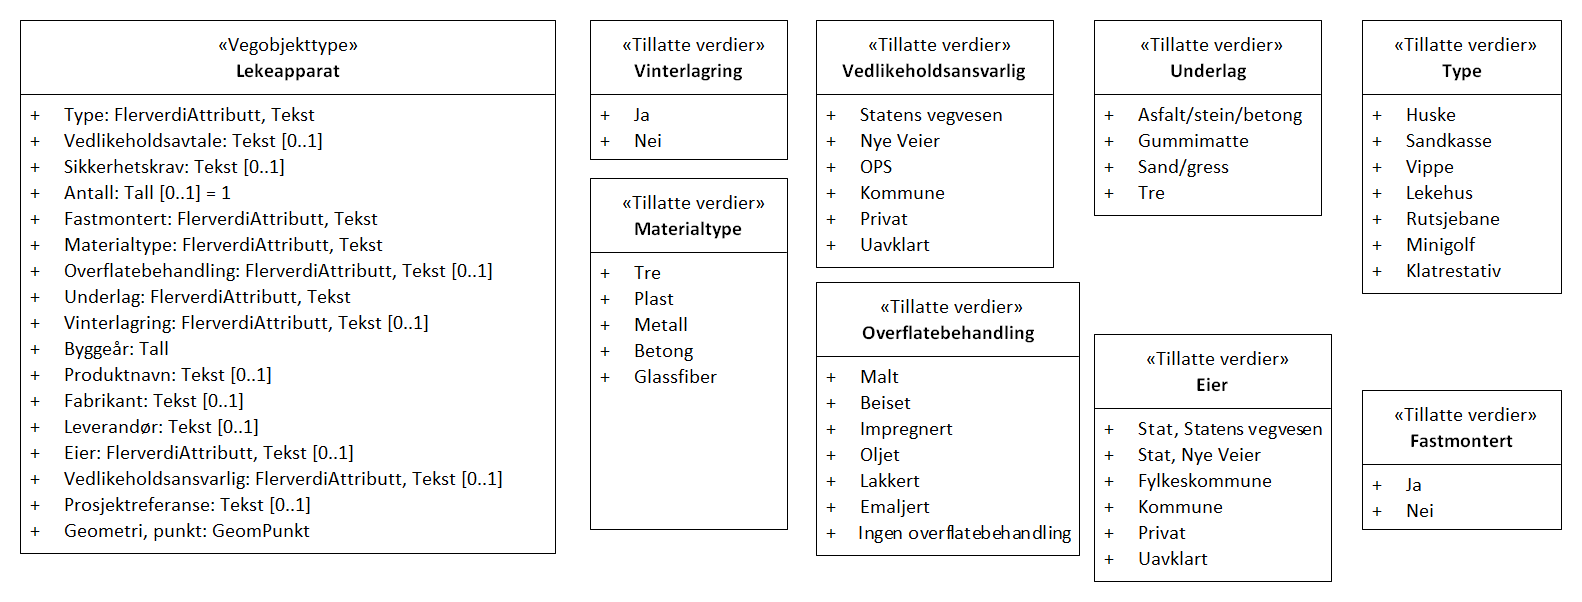 «Vegobjekttype»
Lekeapparat
+ Type: FlerverdiAttributt, Tekst
+ Vedlikeholdsavtale: Tekst [0..1]
+ Sikkerhetskrav: Tekst [0..1]
+ Antall: Tall [0..1] = 1
+ Fastmontert: FlerverdiAttributt, Tekst
+ Materialtype: FlerverdiAttributt, Tekst
+ Overflatebehandling: FlerverdiAttributt, Tekst [0..1]
+ Underlag: FlerverdiAttributt, Tekst
+ Vinterlagring: FlerverdiAttributt, Tekst [0..1]
+ Byggeår: Tall
+ Produktnavn: Tekst [0..1]
+ Fabrikant: Tekst [0..1]
+ Leverandør: Tekst [0..1]
+ Eier: FlerverdiAttributt, Tekst [0..1]
+ Vedlikeholdsansvarlig: FlerverdiAttributt, Tekst [0..1]
+ Prosjektreferanse: Tekst [0..1]
+ Geometri, punkt: GeomPunkt
«Tillatte verdier»
Vinterlagring
+ Ja
+ Nei
«Tillatte verdier»
Materialtype
+ Tre
+ Plast
+ Metall
+ Betong
+ Glassfiber
«Tillatte verdier»
Vedlikeholdsansvarlig
+ Statens vegvesen
+ Nye Veier
+ OPS
+ Kommune
+ Privat
+ Uavklart
«Tillatte verdier»
Overflatebehandling
+ Malt
+ Beiset
+ Impregnert
+ Oljet
+ Lakkert
+ Emaljert
+ Ingen overflatebehandling
«Tillatte verdier»
Underlag
+ Asfalt/stein/betong
+ Gummimatte
+ Sand/gress
+ Tre
«Tillatte verdier»
Eier
+ Stat, Statens vegvesen
+ Stat, Nye Veier
+ Fylkeskommune
+ Kommune
+ Privat
+ Uavklart
«Tillatte verdier»
Type
+ Huske
+ Sandkasse
+ Vippe
+ Lekehus
+ Rutsjebane
+ Minigolf
+ Klatrestativ
«Tillatte verdier»
Fastmontert
+ Ja
+ Nei